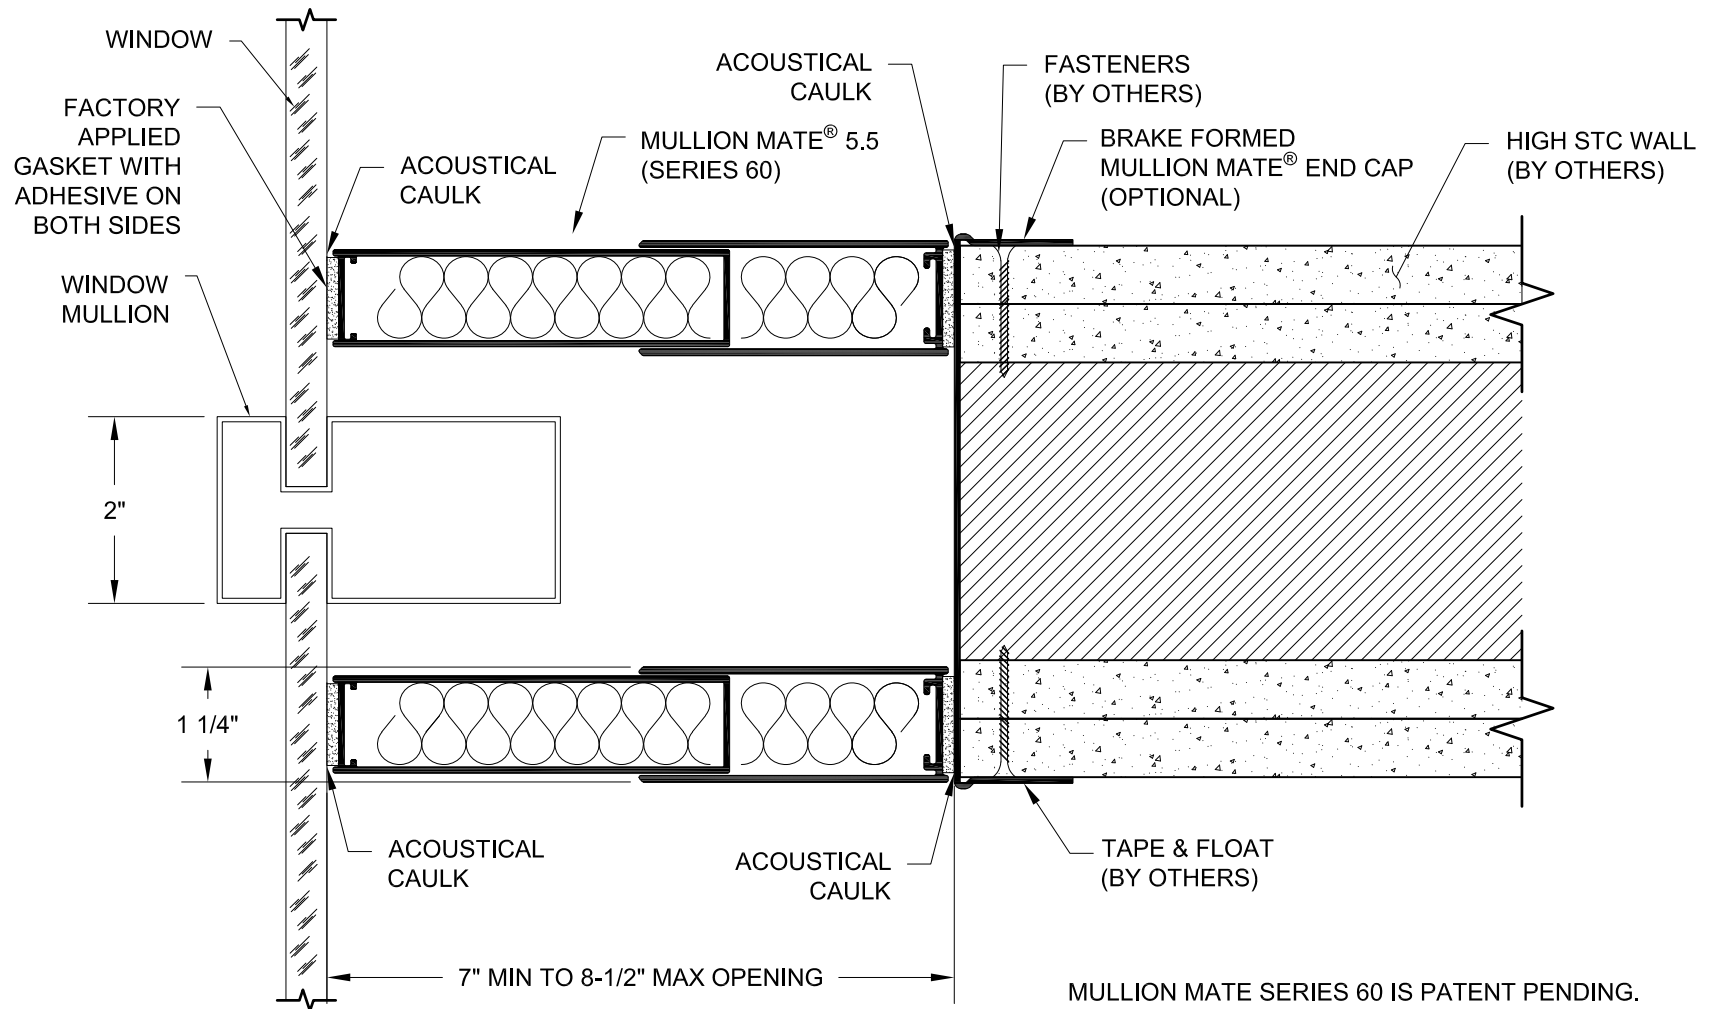 WINDOW
FACTORY
APPLIED
GASKET WITH
ADHESIVE ON
BOTH SIDES
WINDOW
MULLION
ACOUSTICAL
CAULK
MULLION MATE® 5.5
(SERIES 60)
ACOUSTICAL
CAULK
FASTENERS
(BY OTHERS)
BRAKE FORMED
MULLION MATE® END CAP
(OPTIONAL)
HIGH STC WALL
(BY OTHERS)
2"
1 1/4"
ACOUSTICAL
CAULK
ACOUSTICAL
CAULK
TAPE & FLOAT
(BY OTHERS)
7" MIN TO 8-1/2" MAX OPENING
MULLION MATE SERIES 60 IS PATENT PENDING.